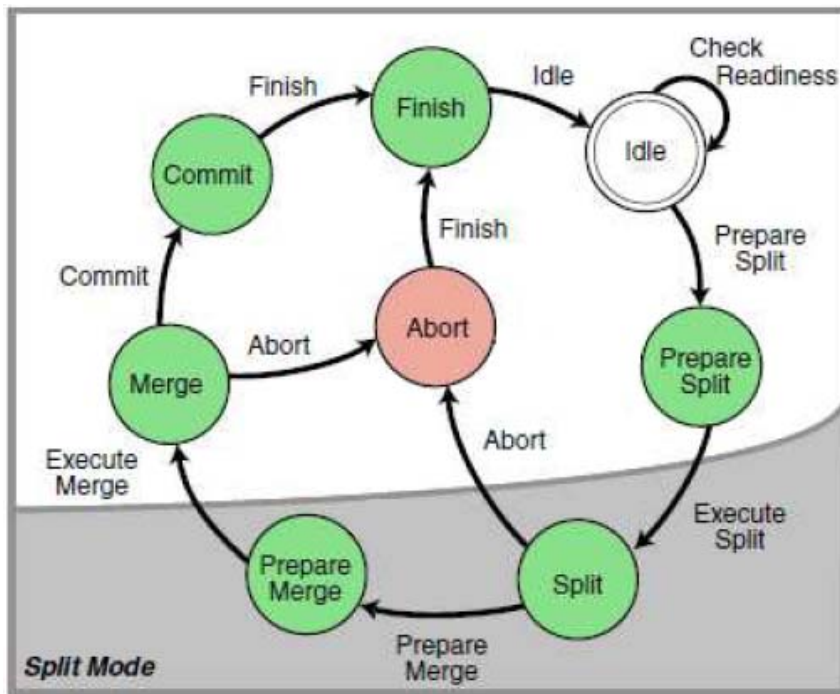 Check
Readiness
Finish
Idle
Finish
Idle
Commit
Finish
Prepare
Split
Commit
Abort
Abort
Prepare
Split
Merge
Abort
Execute
Merge
Execute
Split
Prepare
Merge
Split
Prepare
Merge
Split Mode